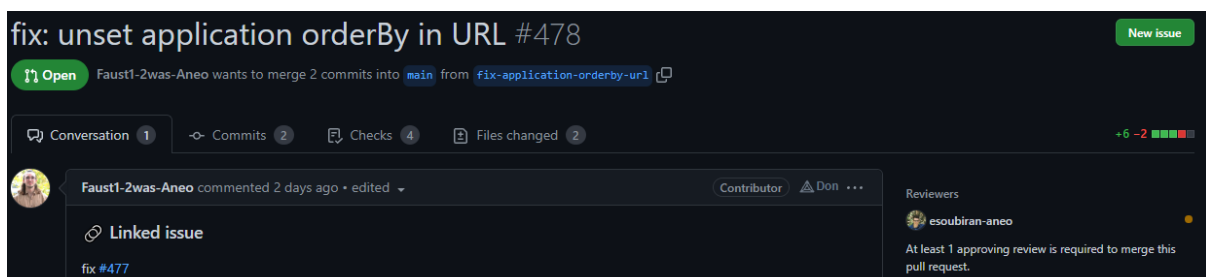 fix: unset application orderBy in URL #478
New issue
Open Faust1-2was-Aneo wants to merge 2 commits into main from fix-application-orderby-url
Conversation 1 Commits 2 Checks 4 Files changed 2 +6 −2
Faust1-2was-Aneo commented 2 days ago • edited Contributor Don ...
Reviewers
esoubiran-aneo
At least 1 approving review is required to merge this
pull request.
Linked issue
fix #477